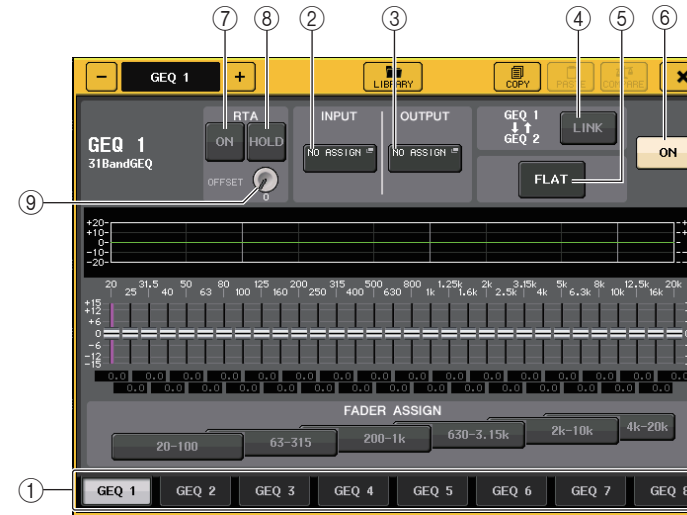 ⑦ ⑧ ② ③ ④ ⑤ ⑥
− GEQ 1 + LIBRARY COPY PASTE COMPARE ×
GEQ 1
31BandGEQ
RTA
ON HOLD
OFFSET
0
INPUT OUTPUT
NO ASSIGN NO ASSIGN
GEQ 1
↓↑
GEQ 2
LINK
FLAT
ON
⑨
+20
+10
0
-10
-20
20 31.5 50 80 125 200 315 500 800 1.25k 2k 3.15k 5k 8k 12.5k 20k
25 40 63 100 160 250 400 630 1k 1.6k 2.5k 4k 6.3k 10k 16k
+15
+12
+6
0
-6
-12
-15
0.0 0.0 0.0 0.0 0.0 0.0 0.0 0.0 0.0 0.0 0.0 0.0 0.0 0.0 0.0 0.0
0.0 0.0 0.0 0.0 0.0 0.0 0.0 0.0 0.0 0.0 0.0 0.0 0.0 0.0 0.0
FADER ASSIGN
20-100 63-315 200-1k 630-3.15k 2k-10k 4k-20k
①
GEQ 1 GEQ 2 GEQ 3 GEQ 4 GEQ 5 GEQ 6 GEQ 7 GEQ 8